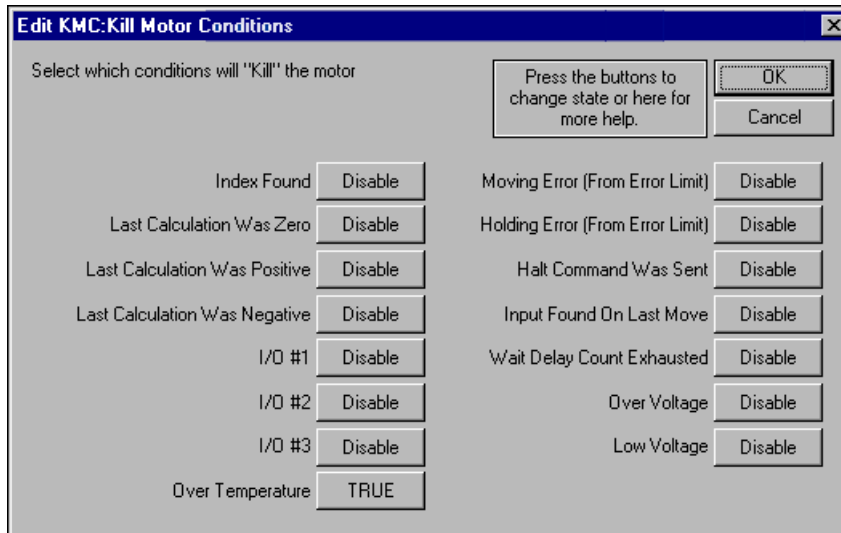 Edit KMC:Kill Motor Conditions
Select which conditions will "Kill" the motor
Press the buttons to
change state or here for
more help.
OK
Cancel
Index Found Disable
Last Calculation Was Zero Disable
Last Calculation Was Positive Disable
Last Calculation Was Negative Disable
I/O #1 Disable
I/O #2 Disable
I/O #3 Disable
Over Temperature TRUE
Moving Error (From Error Limit) Disable
Holding Error (From Error Limit) Disable
Halt Command Was Sent Disable
Input Found On Last Move Disable
Wait Delay Count Exhausted Disable
Over Voltage Disable
Low Voltage Disable